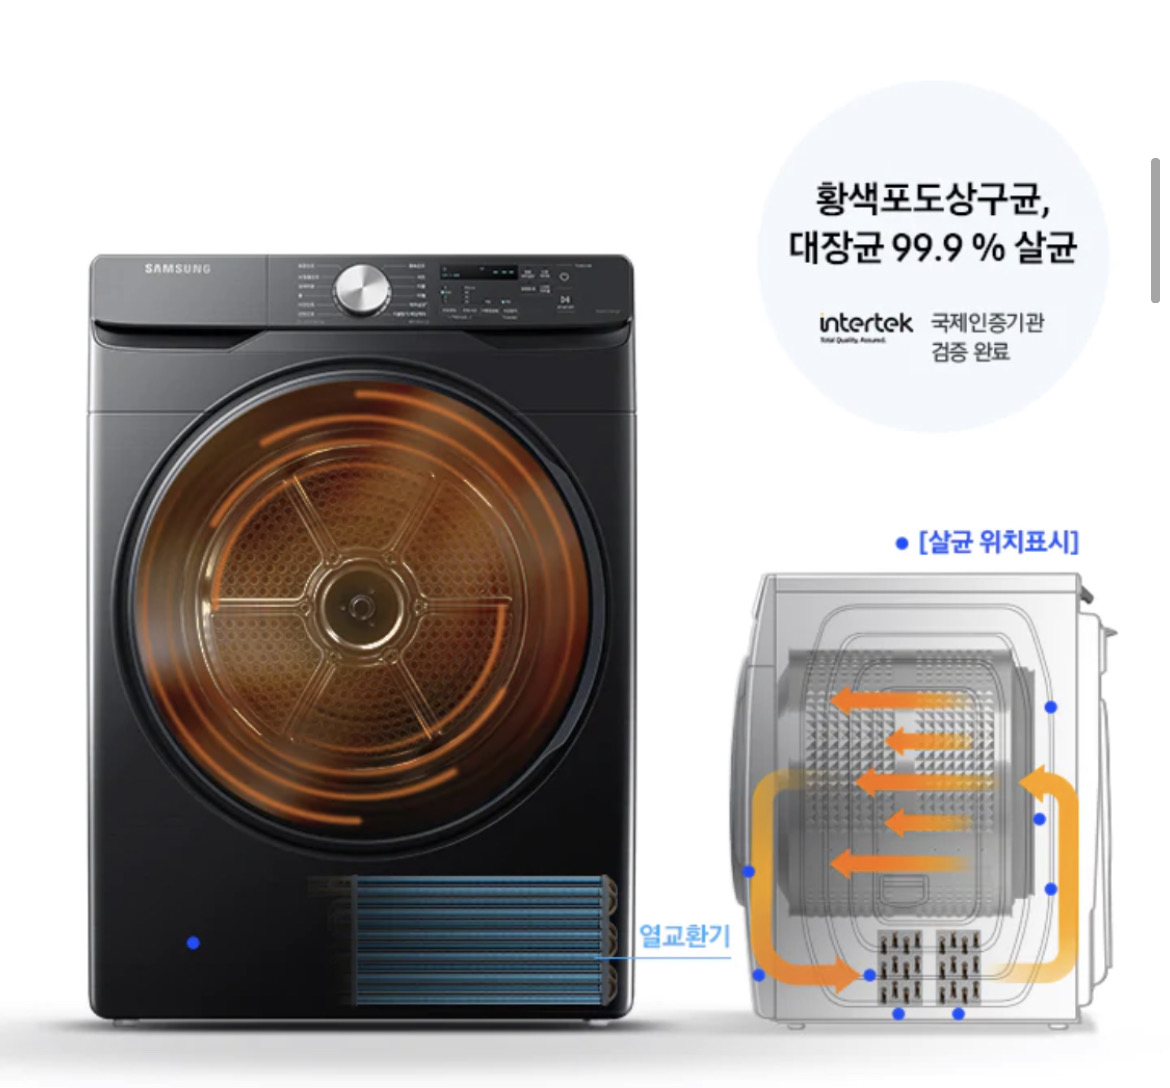 황색포도상구균,
대장균 99.9 % 살균
intertek
Total Quality. Assured.
국제인증기관
검증 완료
SAMSUNG
[살균 위치표시]
열교환기